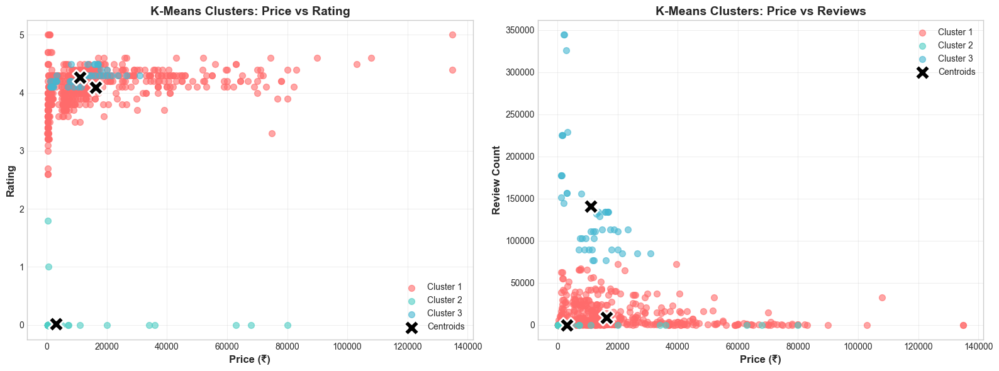 K-Means Clusters: Price vs Rating
5
4
3
2
1
0
Rating
0
20000
40000
60000
80000
100000
120000
140000
Price (₹)
Cluster 1
Cluster 2
Cluster 3
Centroids
K-Means Clusters: Price vs Reviews
350000
300000
250000
200000
150000
100000
50000
0
Review Count
0
20000
40000
60000
80000
100000
120000
140000
Price (₹)
Cluster 1
Cluster 2
Cluster 3
Centroids